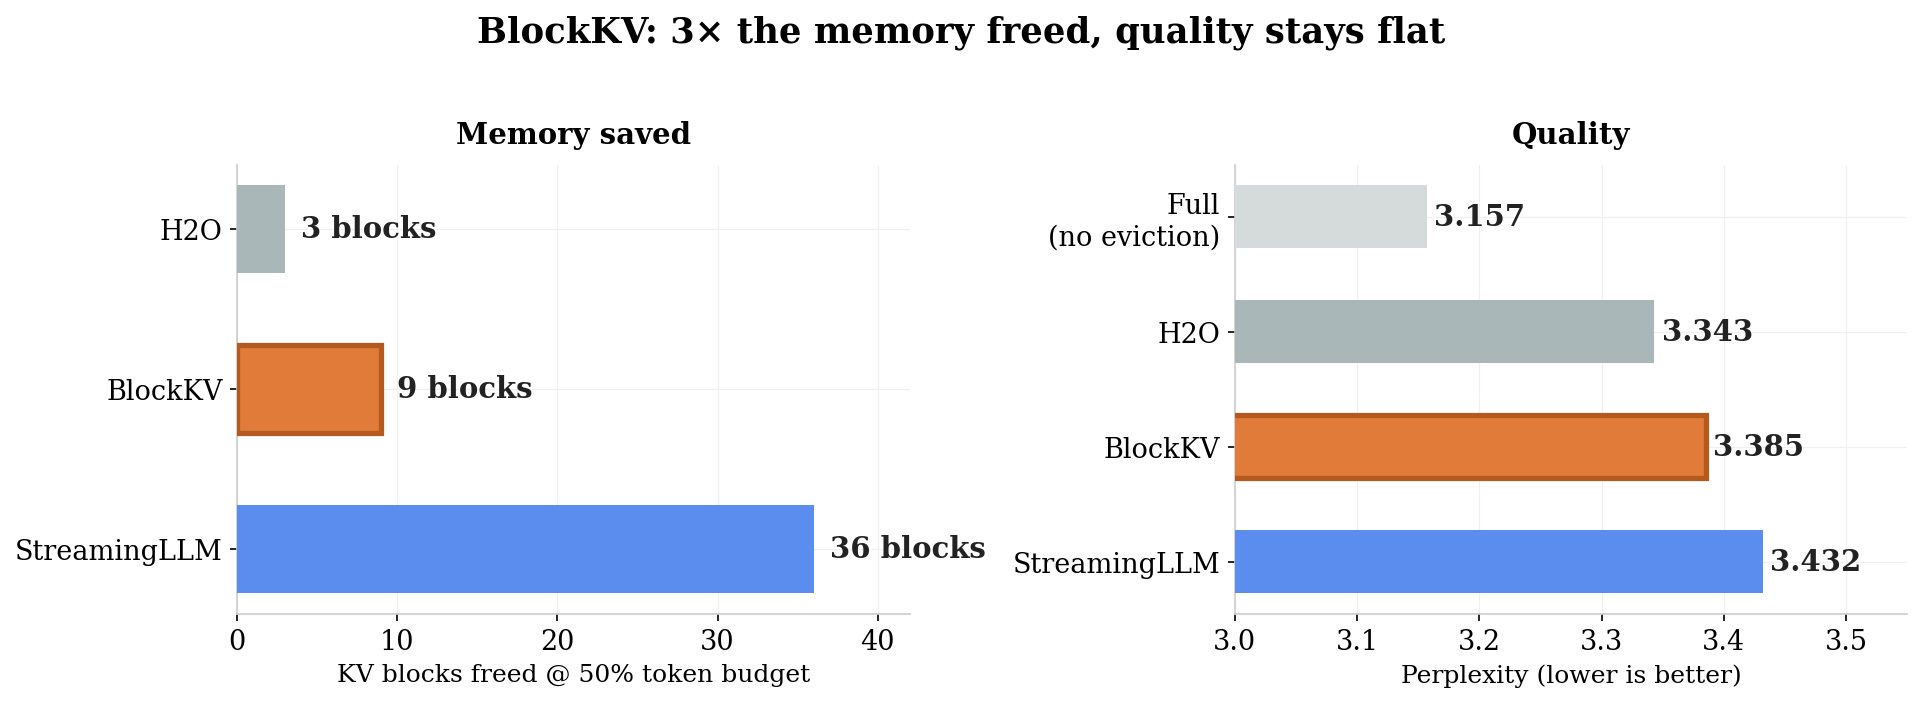 BlockKV: 3× the memory freed, quality stays flat
Memory saved
H2O
3 blocks
BlockKV
9 blocks
StreamingLLM
36 blocks
0 10 20 30 40
KV blocks freed @ 50% token budget
Quality
Full
(no eviction)
3.157
H2O
3.343
BlockKV
3.385
StreamingLLM
3.432
3.0 3.1 3.2 3.3 3.4 3.5
Perplexity (lower is better)